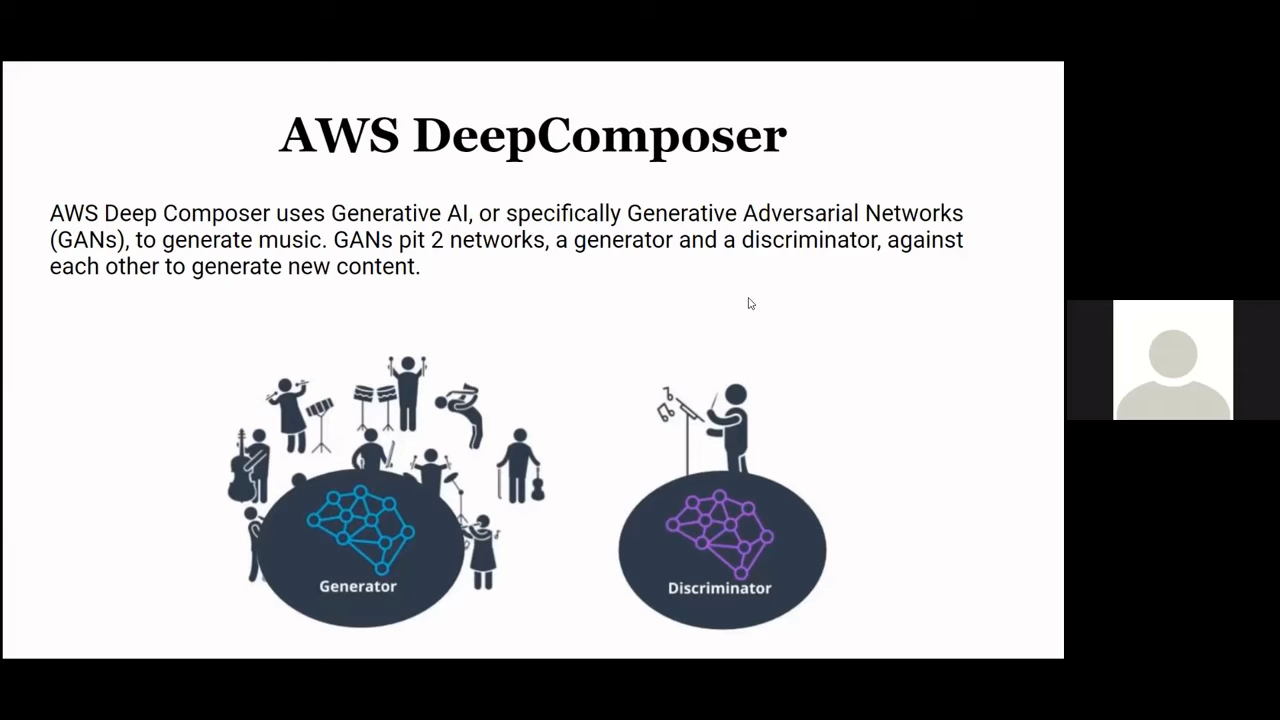 AWS DeepComposer
AWS Deep Composer uses Generative AI, or specifically Generative Adversarial Networks
(GANs), to generate music. GANs pit 2 networks, a generator and a discriminator, against
each other to generate new content.
Generator
Discriminator